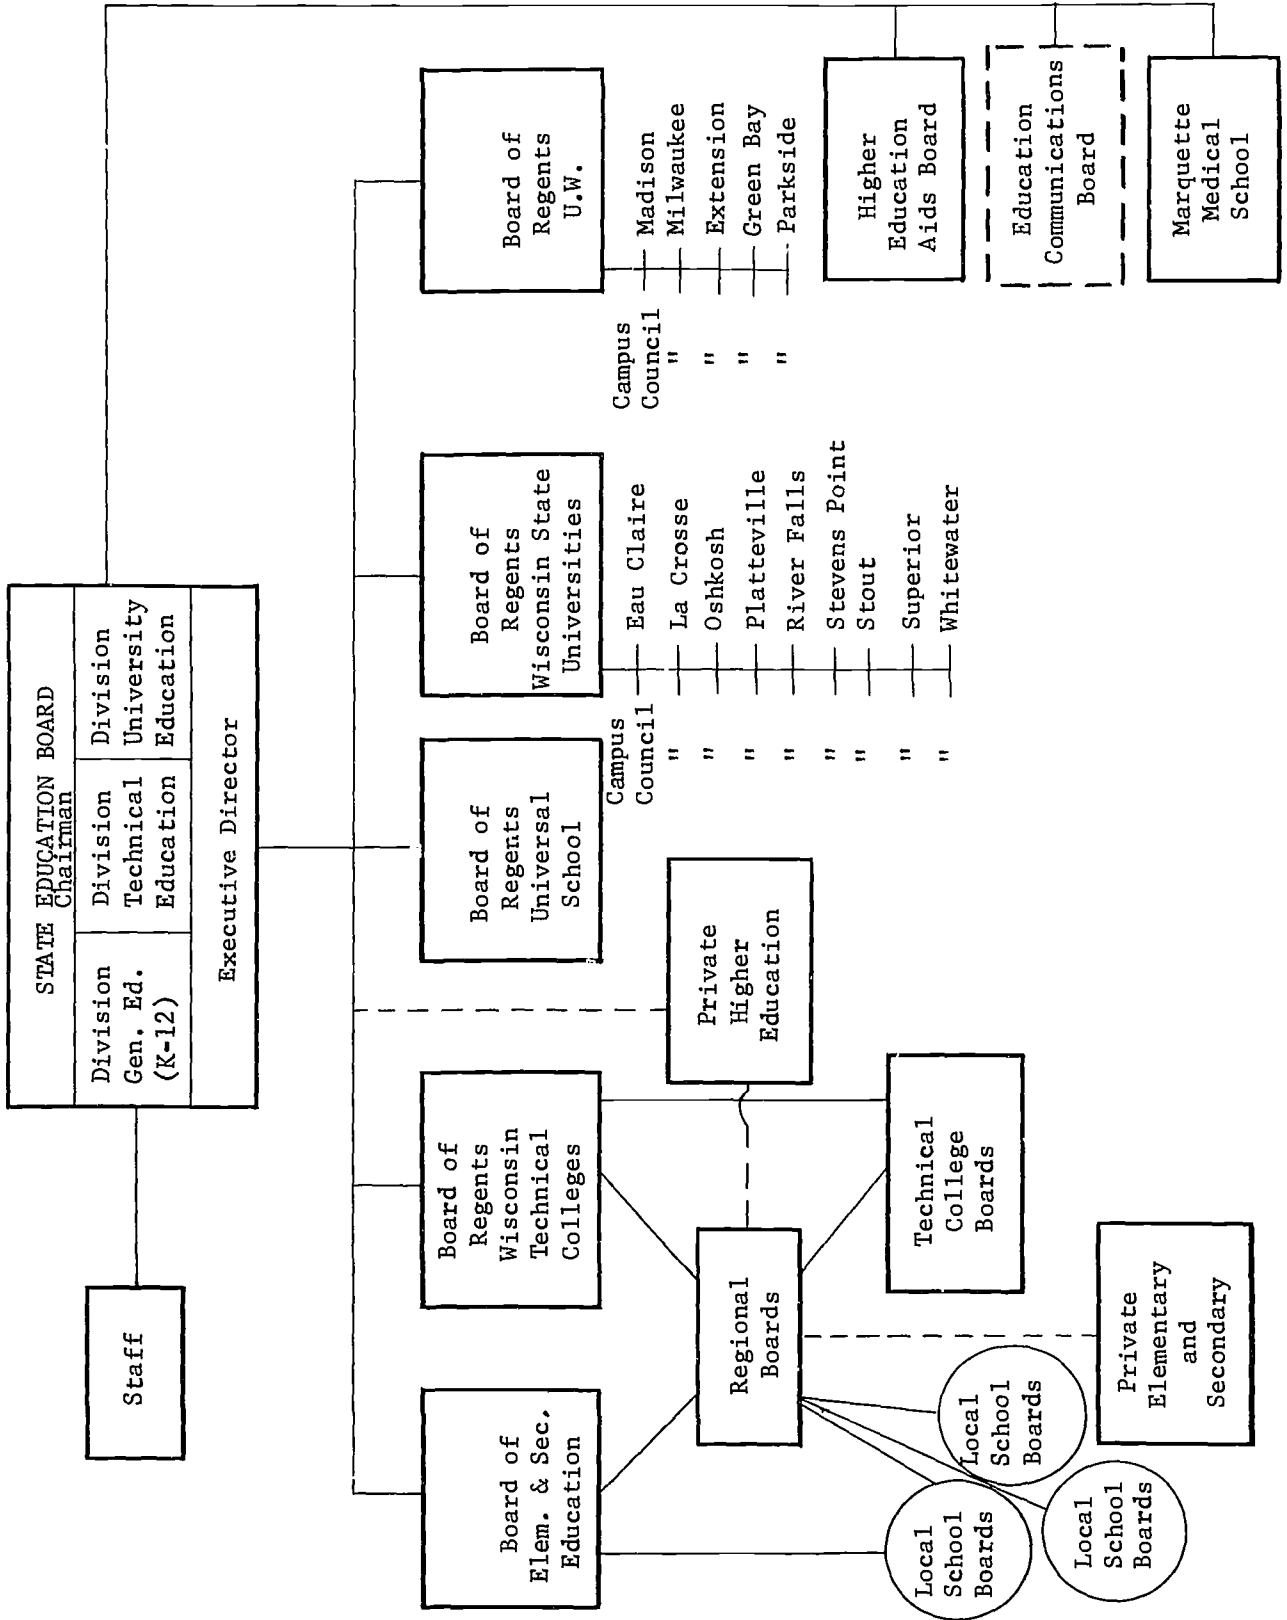 STATE EDUCATION BOARD
Chairman
Division
Gen. Ed.
(K-12)
Division
Technical
Education
Division
University
Education
Executive Director
Staff
Board of
Elem. & Sec.
Education
Board of
Regents
Wisconsin
Technical
Colleges
Board of
Regents
Universal
School
Board of
Regents
Wisconsin State
Universities
Board of
Regents
U.W.
Campus
Council
Eau Claire
" La Crosse
" Oshkosh
" Platteville
" River Falls
" Stevens Point
" Stout
" Superior
" Whitewater
Campus
Council
Madison
" Milwaukee
" Extension
" Green Bay
" Parkside
Regional
Boards
Private
Higher
Education
Technical
College
Boards
Local
School
Boards
Local
School
Boards
Local
School
Boards
Private
Elementary
and
Secondary
Higher
Education
Aids Board
Education
Communications
Board
Marquette
Medical
School